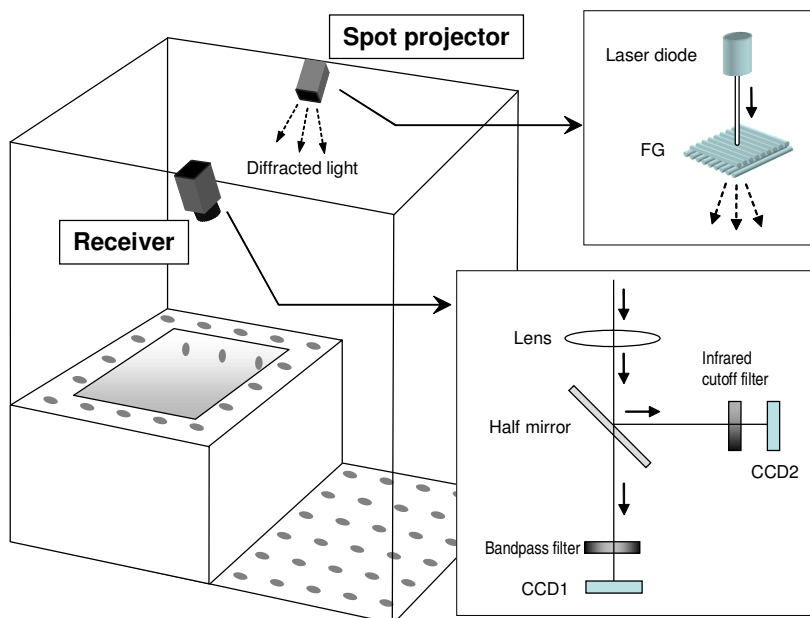 Spot projector
Laser diode
FG
Diffracted light
Receiver
Lens
Infrared
cutoff filter
Half mirror
CCD2
Bandpass filter
CCD1